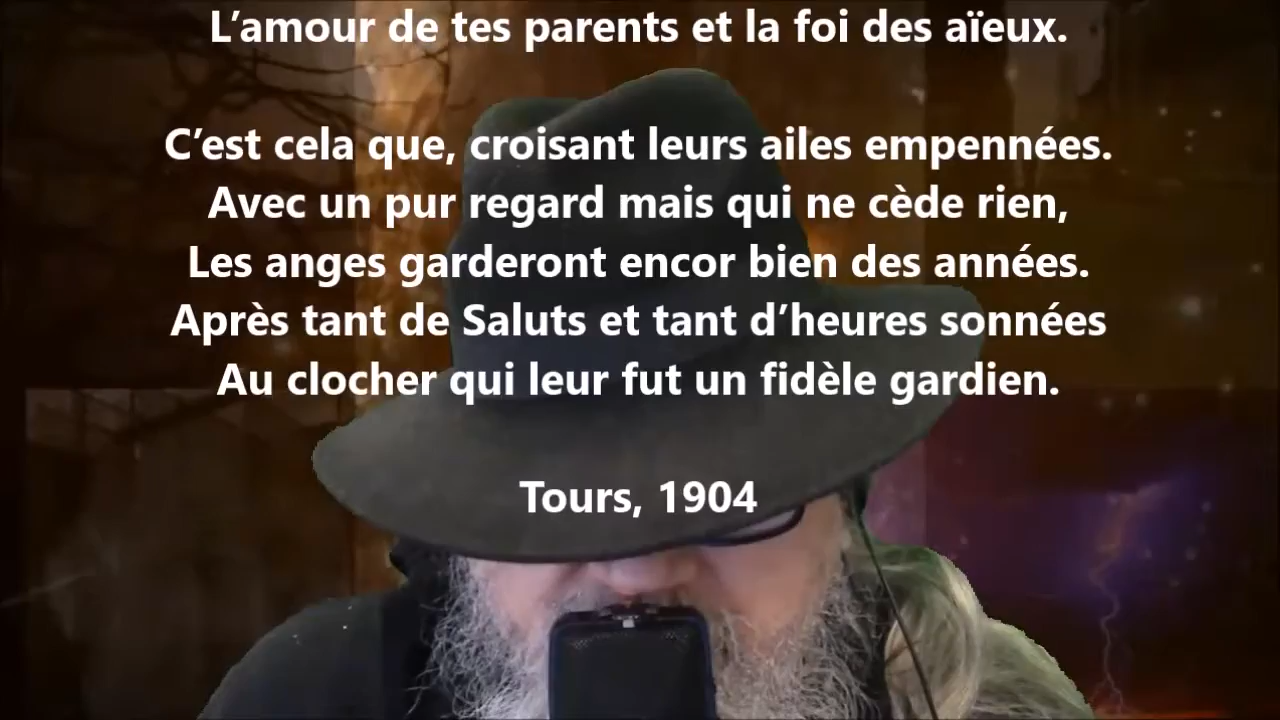 L’amour de tes parents et la foi des aïeux.
C’est cela que, croisant leurs ailes empennées.
Avec un pur regard mais qui ne cède rien,
Les anges garderont encor bien des années.
Après tant de Saluts et tant d’heures sonnées
Au clocher qui leur fut un fidèle gardien.
Tours, 1904